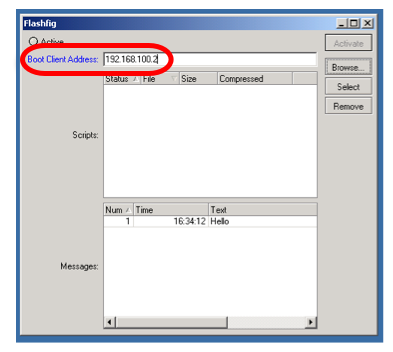 Flashfig
Active
Activate
Boot Client Address: 192.168.100.2
Browse...
Status File Size Compressed
Select
Remove
Scripts:
Num Time Text
1 16:34:12 Hello
Messages: